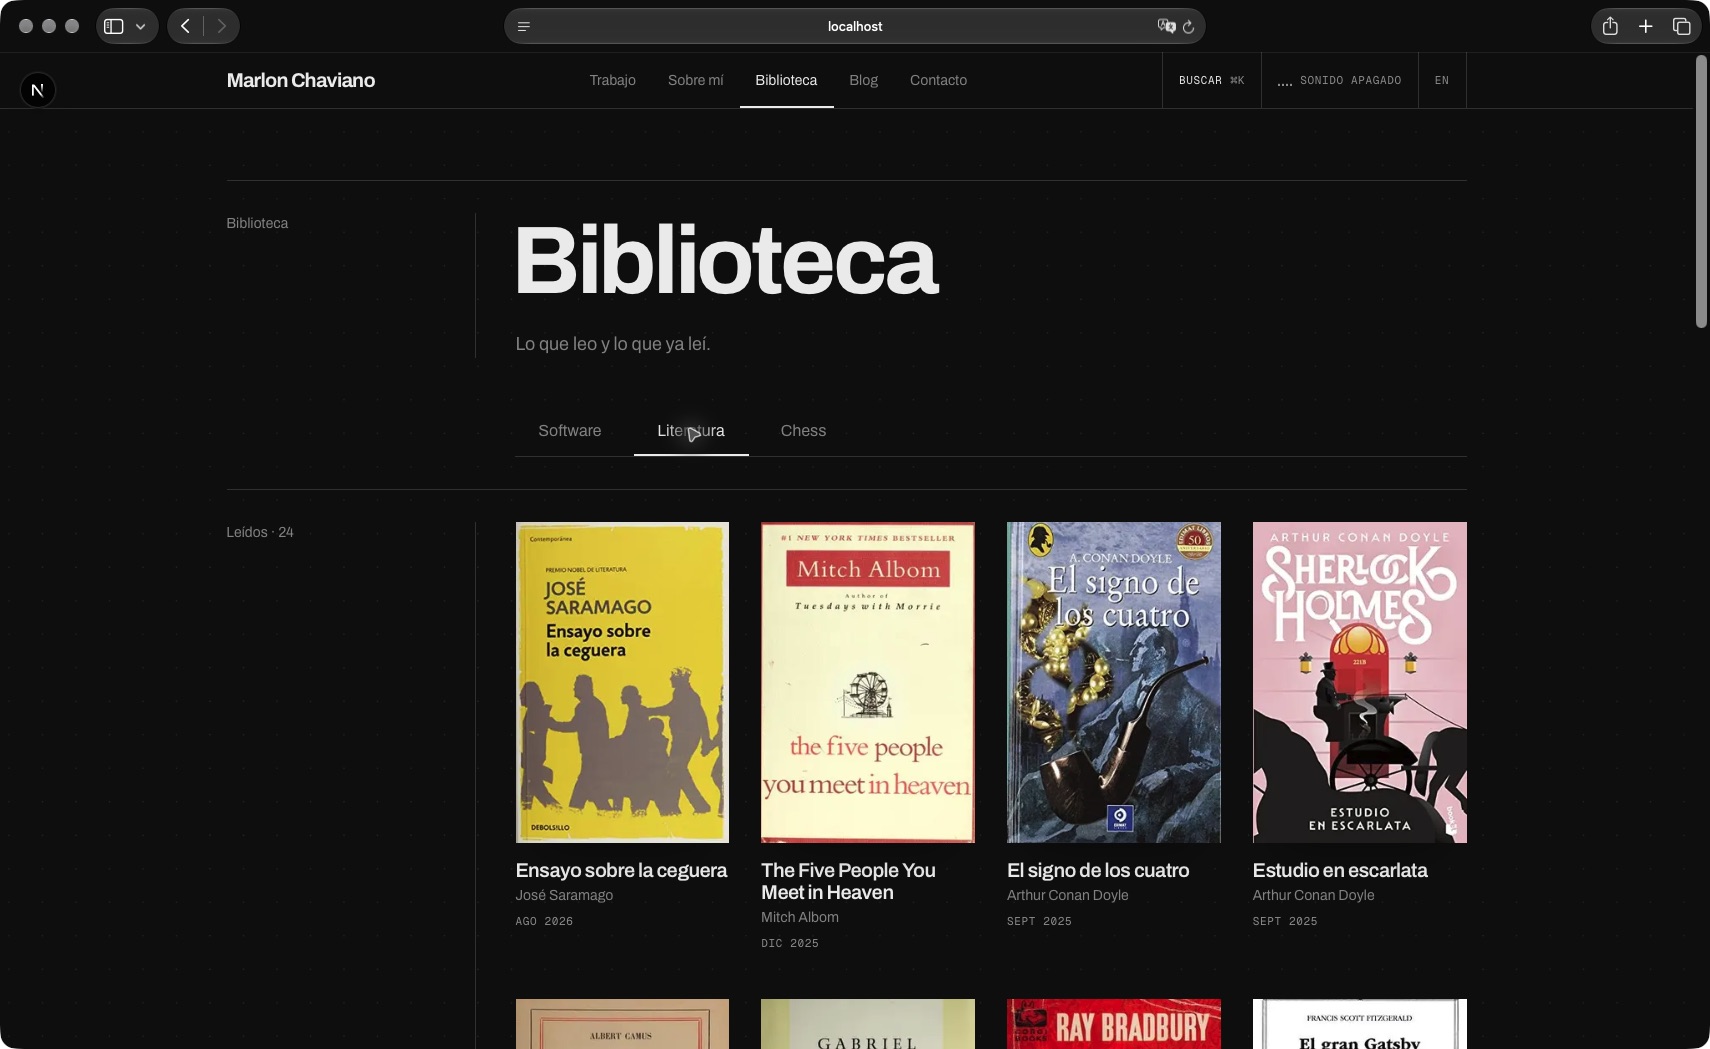 localhost
N
Marlon Chaviano
Trabajo
Sobre mí
Biblioteca
Blog
Contacto
BUSCAR ⌘K
SONIDO APAGADO
EN
Biblioteca
Biblioteca
Lo que leo y lo que ya leí.
Software
Literatura
Chess
Leídos · 24
Contemporánea
PREMIO NOBEL DE LITERATURA
JOSÉ
SARAMAGO
Ensayo sobre
la ceguera
DEBOLSILLO
#1 NEW YORK TIMES BESTSELLER
Mitch Albom
Author of
Tuesdays with Morrie
the five people
you meet in heaven
50
A. CONAN DOYLE
El signo de
los cuatro
ARTHUR CONAN DOYLE
SHERLOCK
HOLMES
221B
ESTUDIO
EN ESCARLATA
Ensayo sobre la ceguera
José Saramago
AGO 2026
The Five People You
Meet in Heaven
Mitch Albom
DIC 2025
El signo de los cuatro
Arthur Conan Doyle
SEPT 2025
Estudio en escarlata
Arthur Conan Doyle
SEPT 2025
ALBERT CAMUS
GABRIEL
RAY BRADBURY
FRANCIS SCOTT FITZGERALD
El gran Gatsby